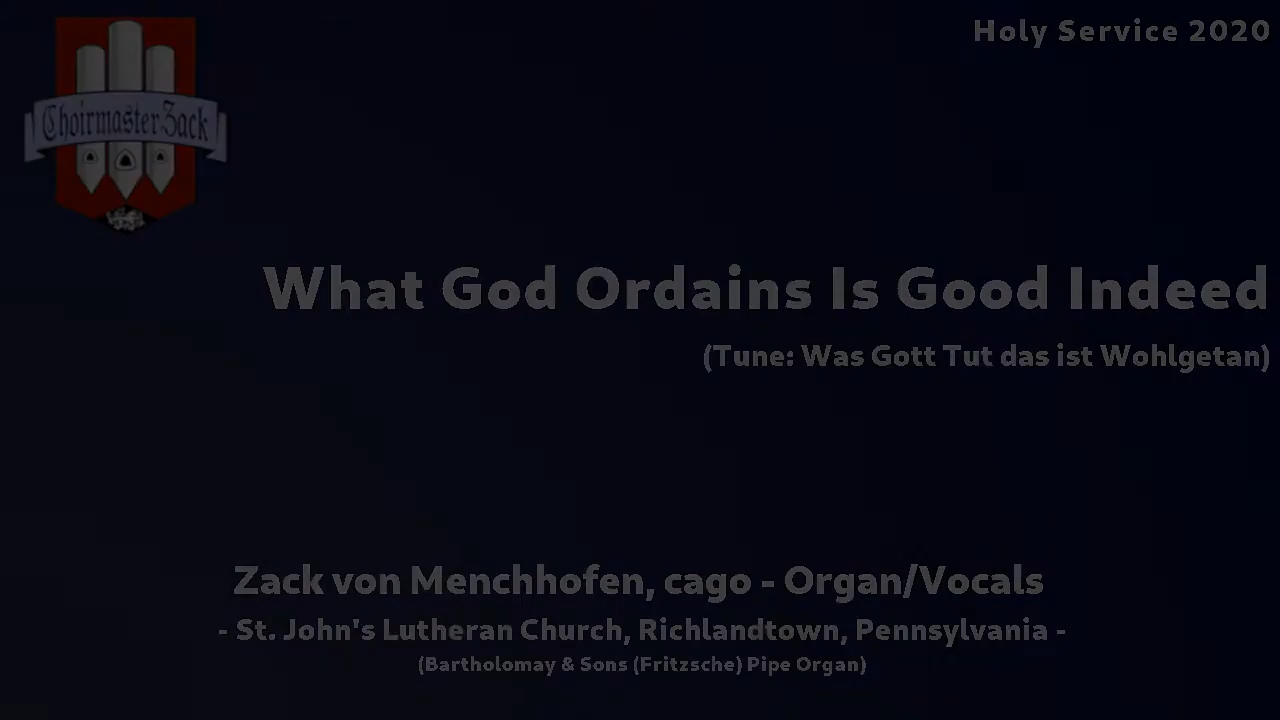 Holy Service 2020
Choirmaster Zack
What God Ordains Is Good Indeed
(Tune: Was Gott Tut das ist Wohlgetan)
Zack von Menchhofen, cago - Organ/Vocals
- St. John's Lutheran Church, Richlandtown, Pennsylvania -
(Bartholomay & Sons (Fritzsche) Pipe Organ)